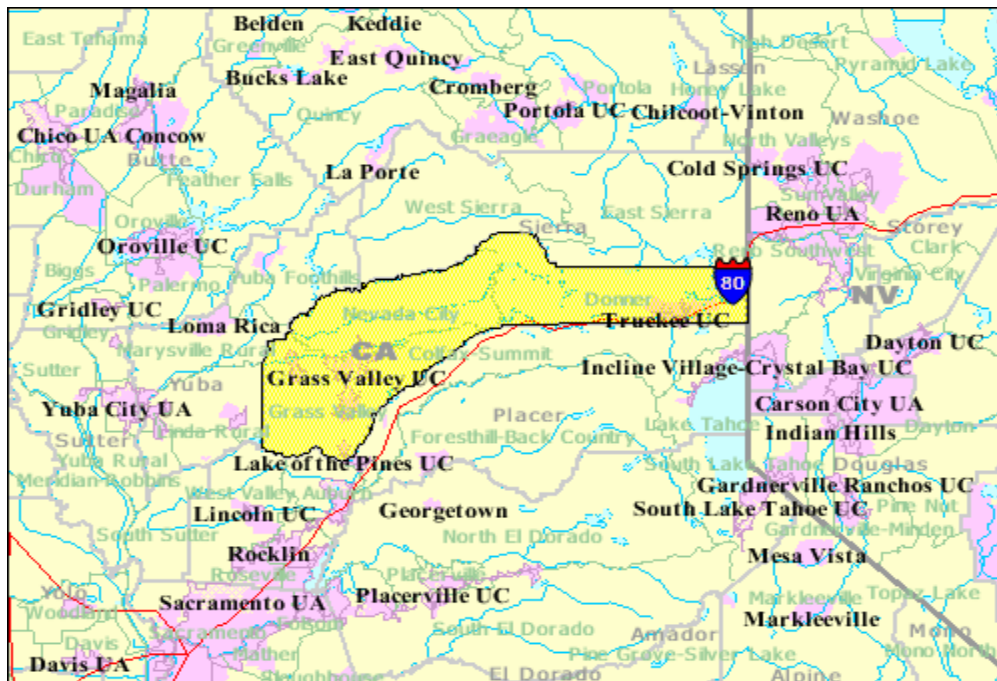 Belden Keddie
East Tehama
Greenville
High Desert
East Quincy
Pyramid Lake
Lassen
Bucks Lake
Magalia
Cromberg
Portola
Honey Lake
Paradise
Quincy
Portola UC
Chilcoot-Vinton
Washoe
Chico UA
Concow
Graeagle
North Valleys
Chico
Butte
La Porte
Cold Springs UC
Durham
Feather Falls
Sun Valley
West Sierra
East Sierra
Reno UA
Oroville
Sierra
Storey
Oroville UC
Reno Southwest
Clark
Biggs
Palermo
Yuba Foothills
Virginia City
80
NV
Gridley UC
Nevada City
Donner
Loma Rica
Truckee UC
Gridley
Marysville Rural
CA
Colfax-Summit
Dayton UC
Sutter
Yuba
Grass Valley UC
Incline Village-Crystal Bay UC
Yuba City UA
Grass Valley
Placer
Carson City UA
Sutter
Linda Rural
Foresthill-Back Country
Lake Tahoe
Indian Hills
Dayton
Yuba Rural
Lake of the Pines UC
South Lake Tahoe
Douglas
Meridian-Robbins
West Valley Auburn
Gardnerville Ranchos UC
Lincoln UC
Georgetown
South Lake Tahoe UC
Pine Nut
South Sutter
North El Dorado
Gardnerville-Minden
Rocklin
Mesa Vista
Roseville
Placerville
Yolo
Woodland
Sacramento UA
Placerville UC
Markleeville
Topaz Lake
Folsom
Markleeville
Davis
Sacramento
South El Dorado
Amador
Mono
Davis UA
Mather
Pine Grove-Silver Lake
Mono North
Sloughhouse
El Dorado
Alpine